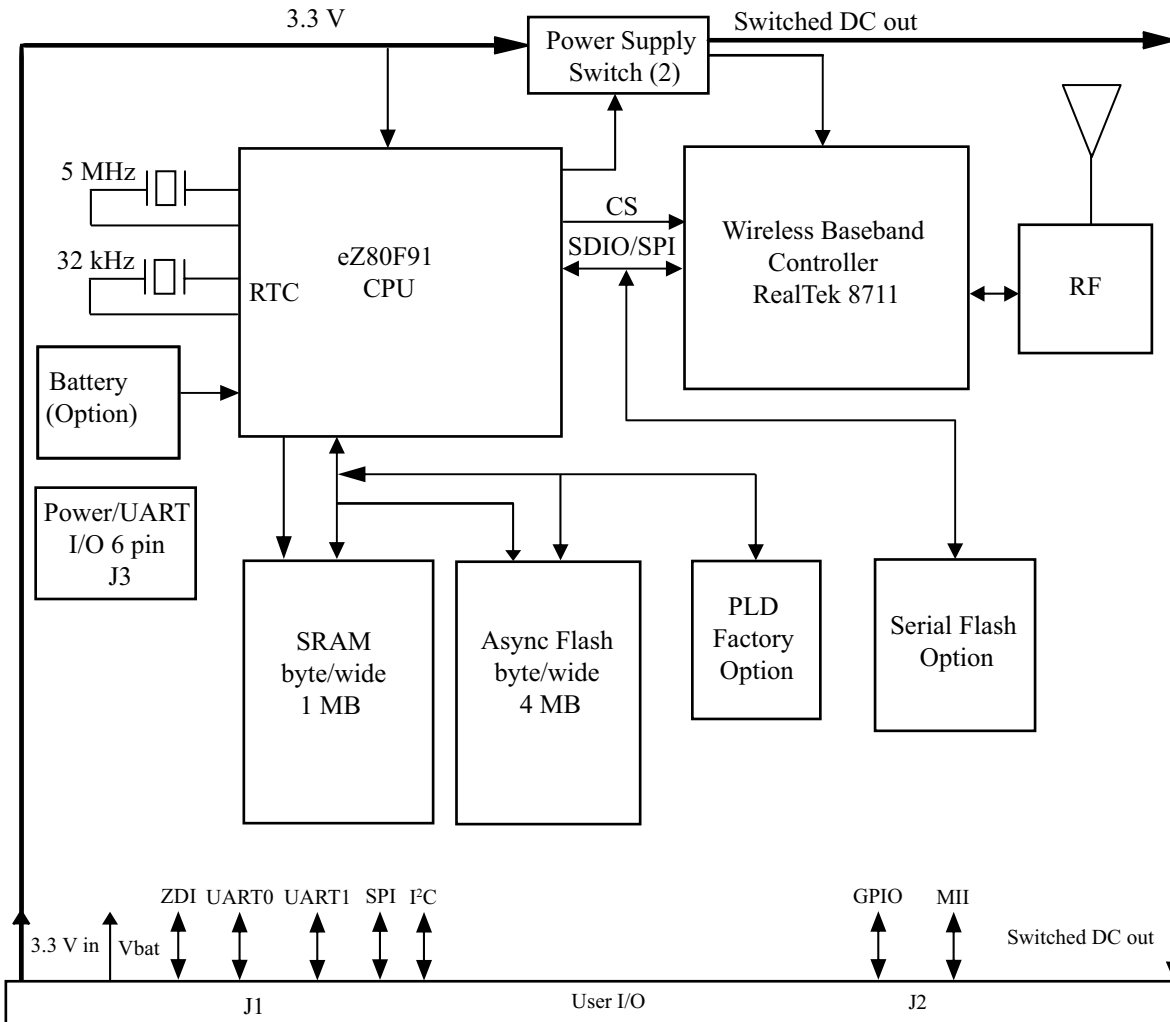 3.3 V
Switched DC out
Power Supply
Switch (2)
5 MHz
32 kHz
RTC
eZ80F91
CPU
CS
SDIO/SPI
Wireless Baseband
Controller
RealTek 8711
RF
Battery
(Option)
Power/UART
I/O 6 pin
J3
SRAM
byte/wide
1 MB
Async Flash
byte/wide
4 MB
PLD
Factory
Option
Serial Flash
Option
ZDI
UART0
UART1
SPI
I²C
GPIO
MII
3.3 V in
Vbat
Switched DC out
J1
User I/O
J2